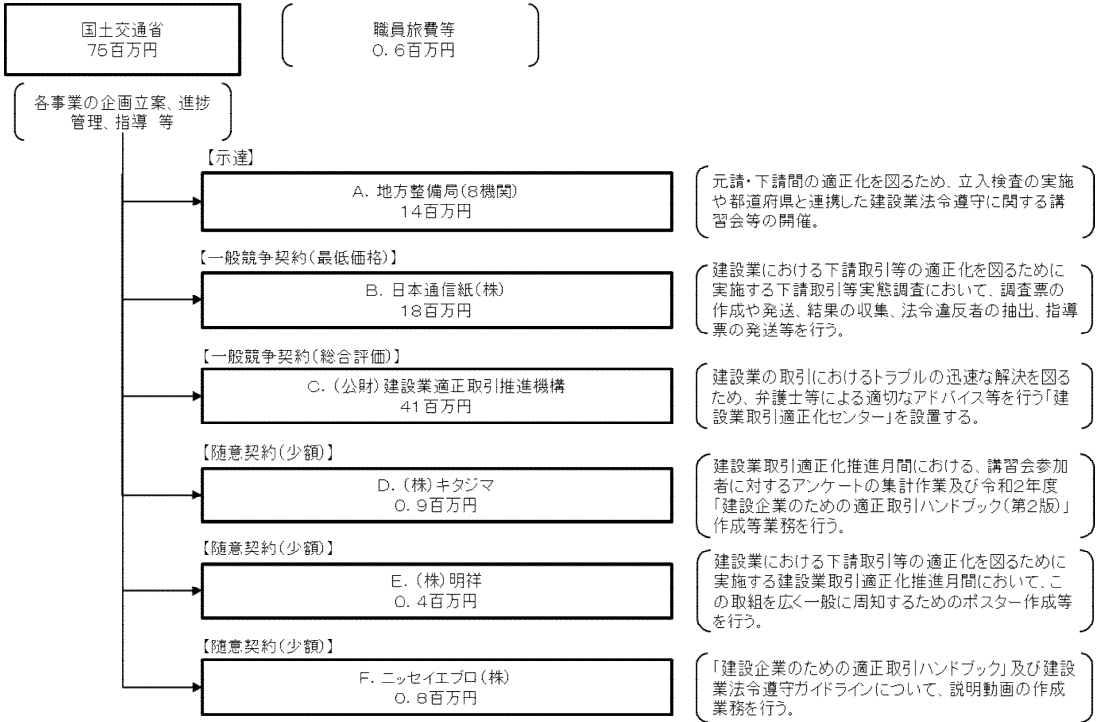 国土交通省
75百万円
職員旅費等
0.6百万円
各事業の企画立案、進捗
管理、指導 等
【示達】
A. 地方整備局(8機関)
14百万円
元請・下請間の適正化を図るため、立入検査の実施
や都道府県と連携した建設業法令遵守に関する講
習会等の開催。
【一般競争契約(最低価格)】
B. 日本通信紙(株)
18百万円
建設業における下請取引等の適正化を図るために
実施する下請取引等実態調査において、調査票の
作成や発送、結果の収集、法令違反者の抽出、指導
票の発送等を行う。
【一般競争契約(総合評価)】
C. (公財)建設業適正取引推進機構
41百万円
建設業の取引におけるトラブルの迅速な解決を図る
ため、弁護士等による適切なアドバイス等を行う「建
設業取引適正化センター」を設置する。
【随意契約(少額)】
D. (株)キタジマ
0.9百万円
建設業取引適正化推進月間における、講習会参加
者に対するアンケートの集計作業及び令和2年度
「建設企業のための適正取引ハンドブック(第2版)」
作成等業務を行う。
【随意契約(少額)】
E. (株)明祥
0.4百万円
建設業における下請取引等の適正化を図るために
実施する建設業取引適正化推進月間において、こ
の取組を広く一般に周知するためのポスター作成等
を行う。
【随意契約(少額)】
F. ニッセイエブロ(株)
0.8百万円
「建設企業のための適正取引ハンドブック」及び建設
業法令遵守ガイドラインについて、説明動画の作成
業務を行う。